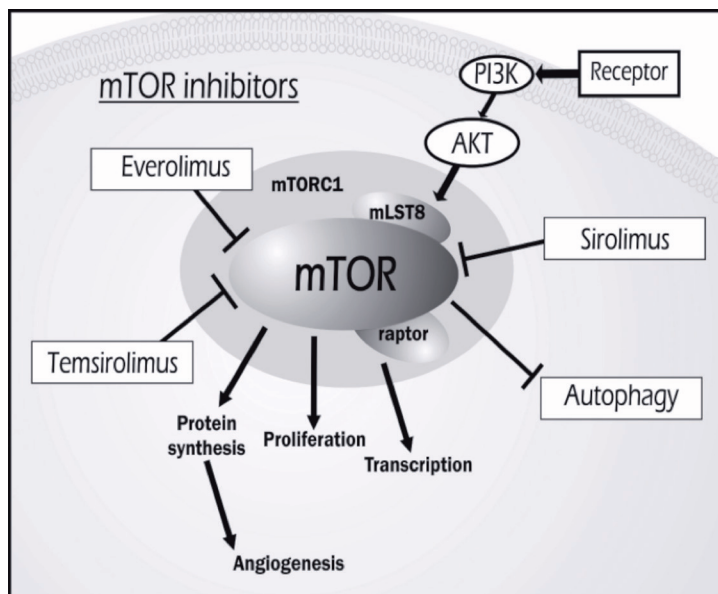 mTOR inhibitors
PI3K
Receptor
AKT
Everolimus
mTORC1
mLST8
Sirolimus
mTOR
raptor
Temsirolimus
Autophagy
Protein
synthesis
Proliferation
Transcription
Angiogenesis